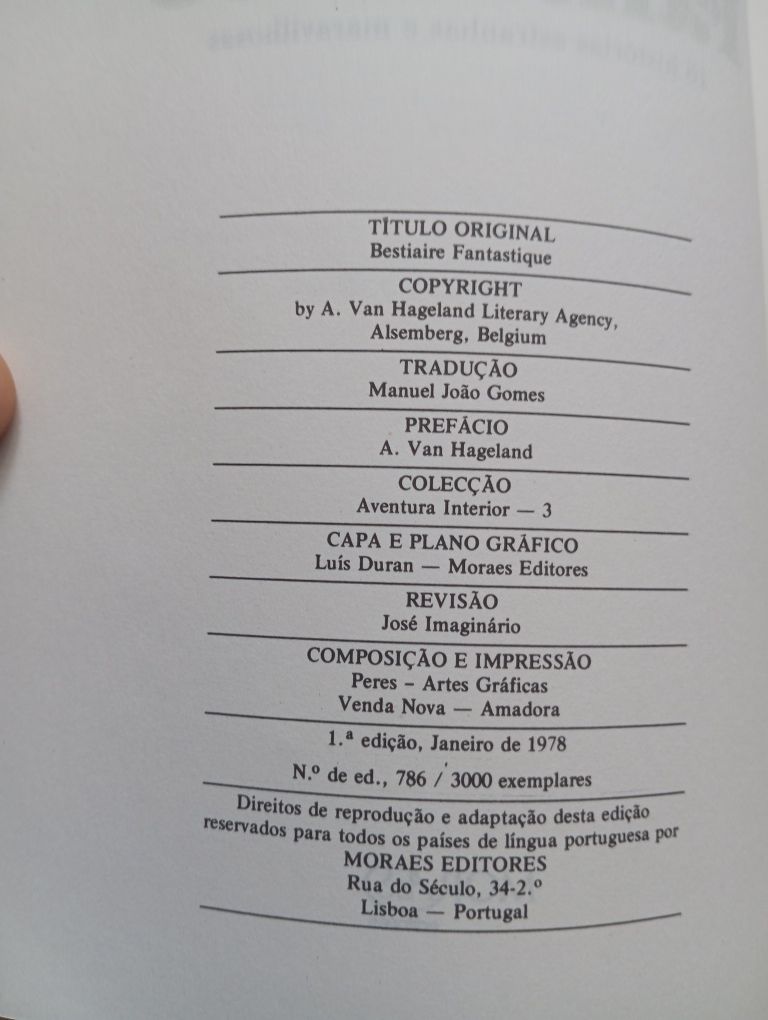 TÍTULO ORIGINAL
Bestiaire Fantastique
COPYRIGHT
by A. Van Hageland Literary Agency,
Alsemberg, Belgium
TRADUÇÃO
Manuel João Gomes
PREFÁCIO
A. Van Hageland
COLECÇÃO
Aventura Interior — 3
CAPA E PLANO GRÁFICO
Luís Duran — Moraes Editores
REVISÃO
José Imaginário
COMPOSIÇÃO E IMPRESSÃO
Peres – Artes Gráficas
Venda Nova — Amadora
1.ª edição, Janeiro de 1978
N.º de ed., 786 / 3000 exemplares
Direitos de reprodução e adaptação desta edição
reservados para todos os países de língua portuguesa por
MORAES EDITORES
Rua do Século, 34-2.º
Lisboa — Portugal